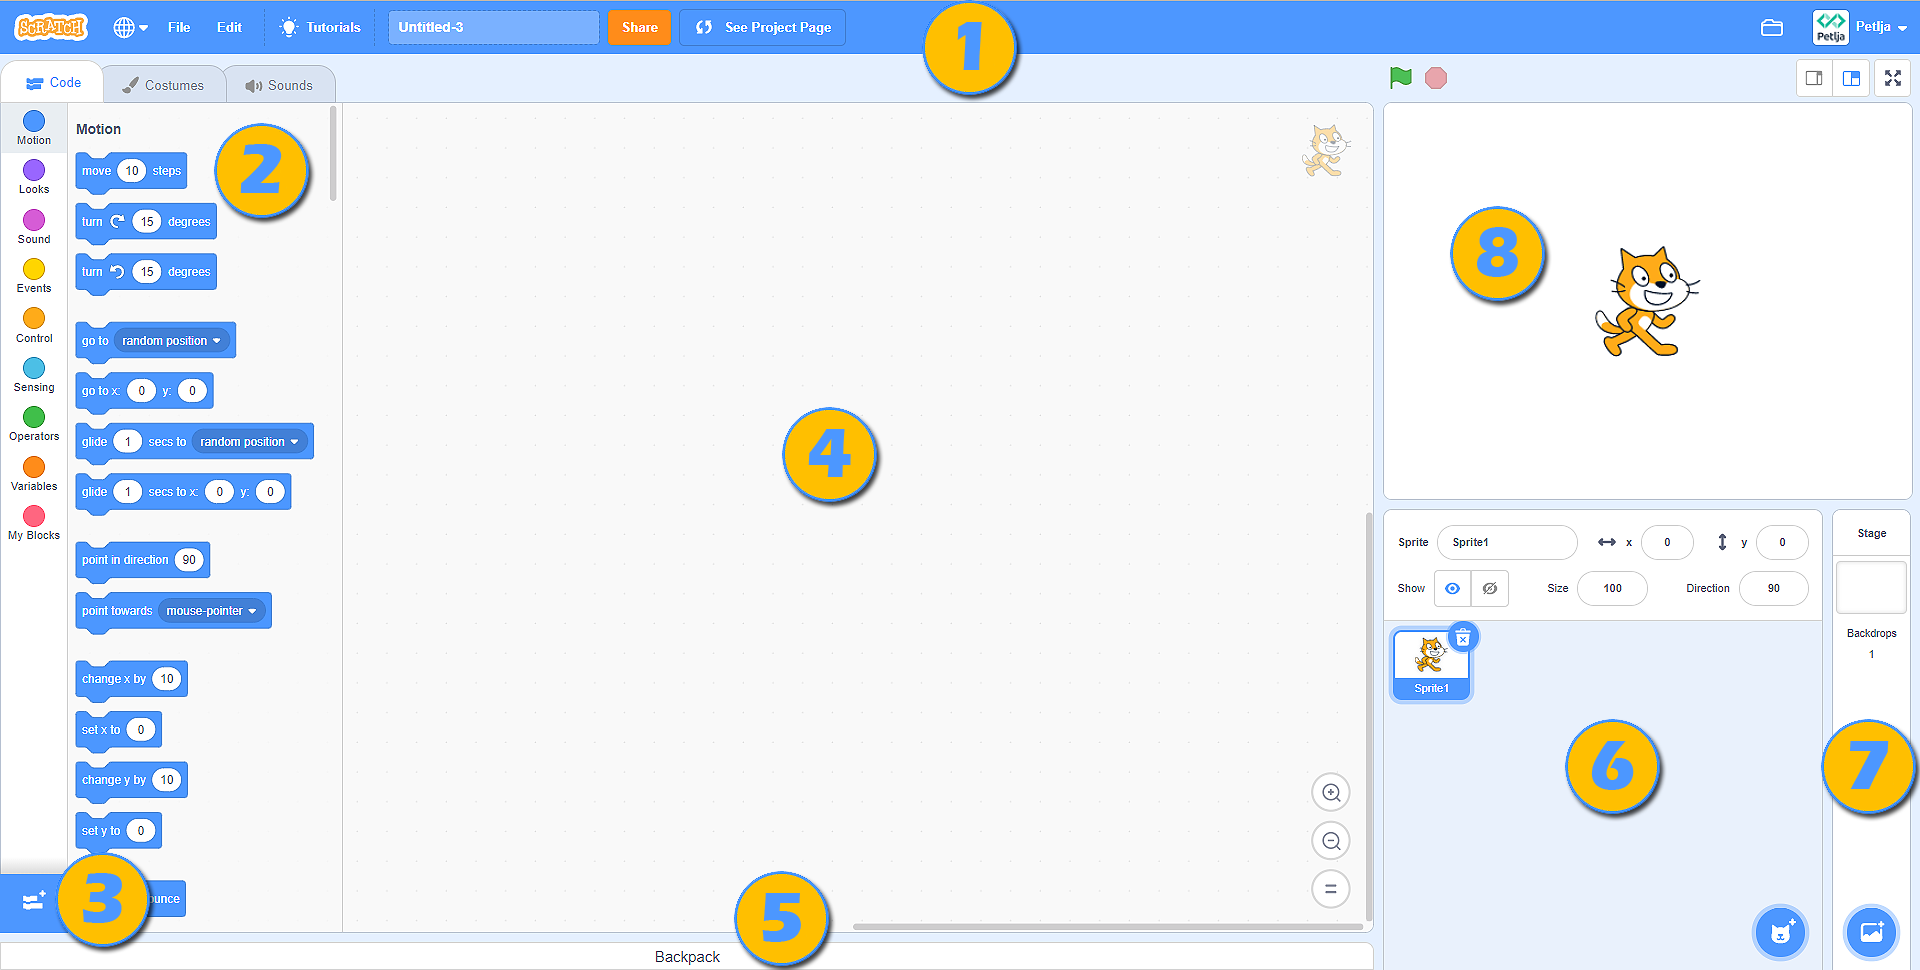 SCRATCH File Edit Tutorials Untitled-3 Share See Project Page 1 Petlja Petlja
Code Costumes Sounds
Motion
Looks
Sound
Events
Control
Sensing
Operators
Variables
My Blocks
Motion
2
move 10 steps
turn 15 degrees
turn 15 degrees
go to random position
go to x: 0 y: 0
glide 1 secs to random position
glide 1 secs to x: 0 y: 0
point in direction 90
point towards mouse-pointer
change x by 10
set x to 0
change y by 10
set y to 0
3
4
5
Backpack
8
Sprite Sprite1 x 0 y 0
Show Size 100 Direction 90
Sprite1
6
Stage
Backdrops
1
7